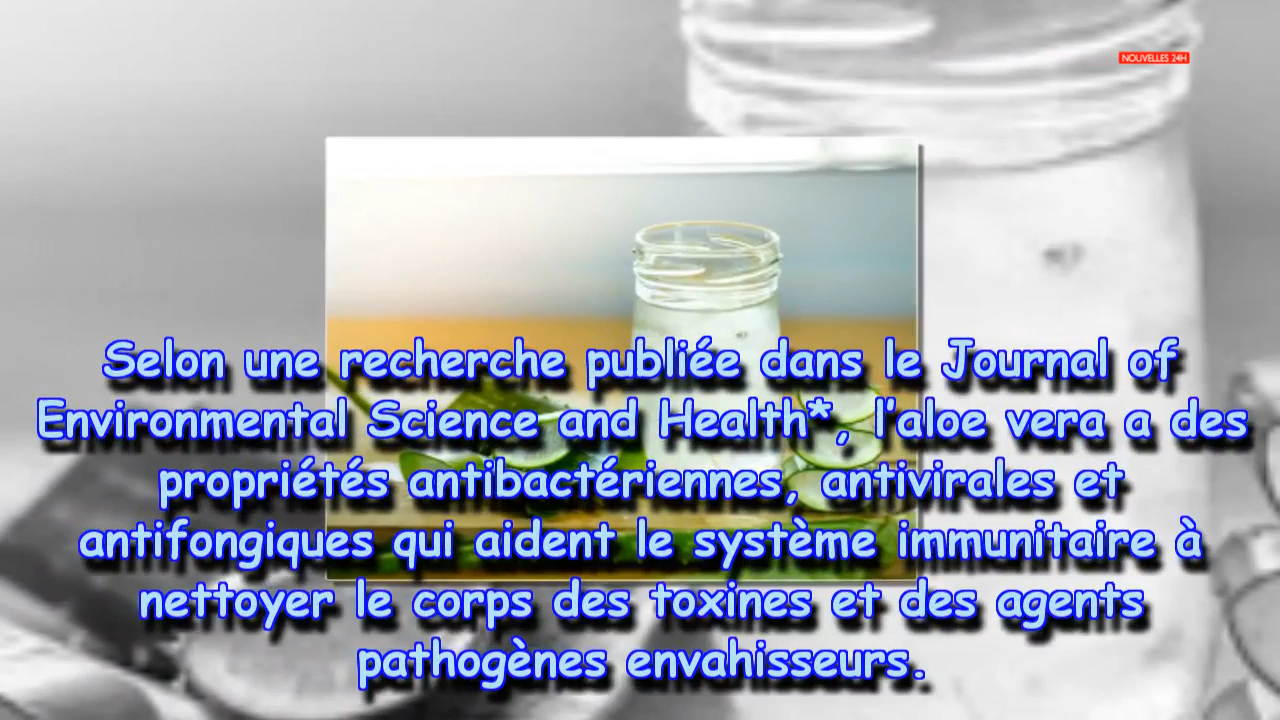 NOUVELLES 24H
Selon une recherche publiée dans le Journal of
Environmental Science and Health*, l'aloe vera a des
propriétés antibactériennes, antivirales et
antifongiques qui aident le système immunitaire à
nettoyer le corps des toxines et des agents
pathogènes envahisseurs.